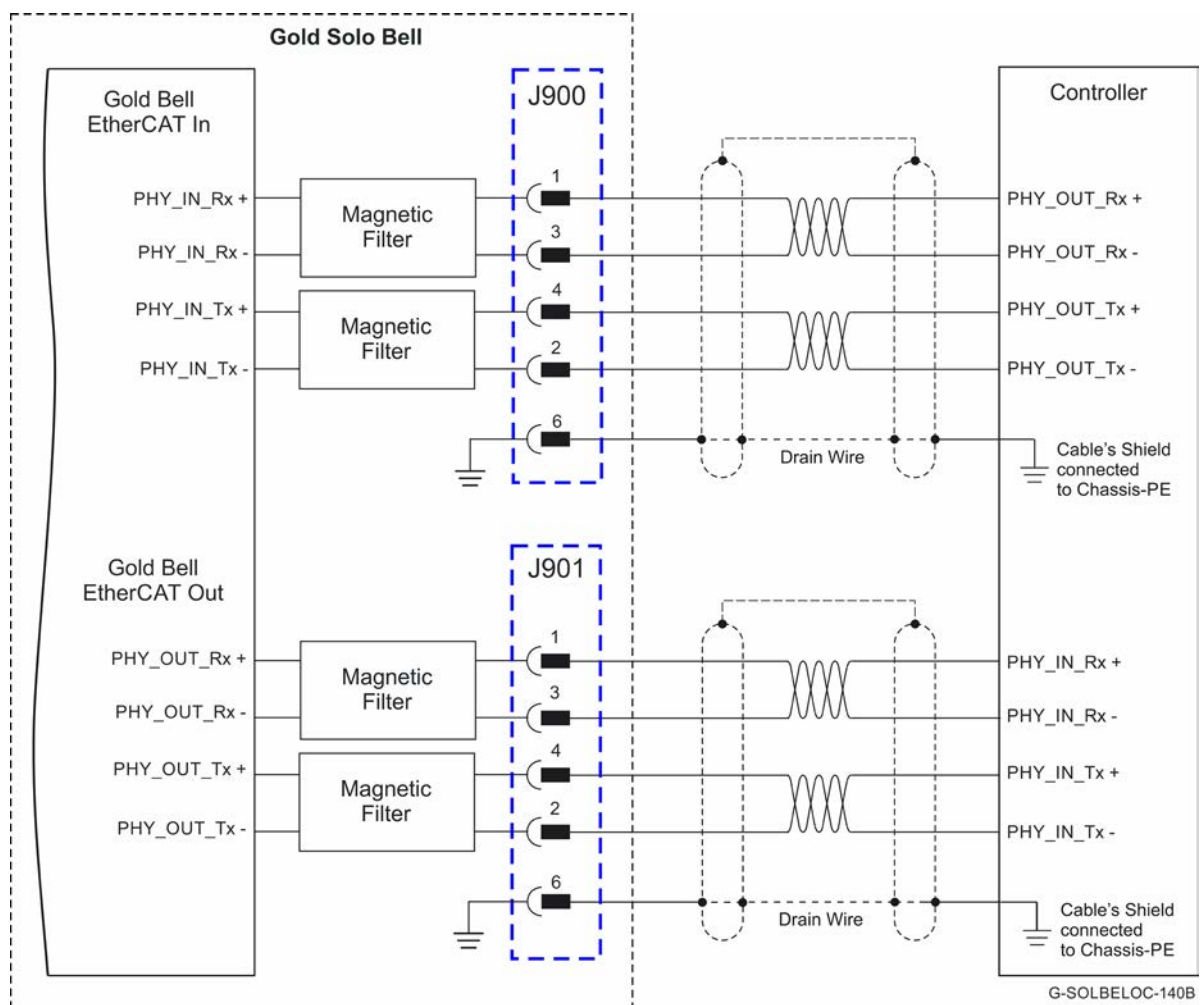 Gold Solo Bell
Gold Bell
EtherCAT In
J900
Controller
PHY_IN_Rx +
Magnetic
Filter
1
PHY_OUT_Rx +
PHY_IN_Rx -
3
PHY_OUT_Rx -
PHY_IN_Tx +
Magnetic
Filter
4
PHY_OUT_Tx +
PHY_IN_Tx -
2
PHY_OUT_Tx -
6
Drain Wire
Cable's Shield
connected
to Chassis-PE
Gold Bell
EtherCAT Out
J901
PHY_OUT_Rx +
Magnetic
Filter
1
PHY_IN_Rx +
PHY_OUT_Rx -
3
PHY_IN_Rx -
PHY_OUT_Tx +
Magnetic
Filter
4
PHY_IN_Tx +
PHY_OUT_Tx -
2
PHY_IN_Tx -
6
Drain Wire
Cable's Shield
connected
to Chassis-PE
G-SOLBELOC-140B